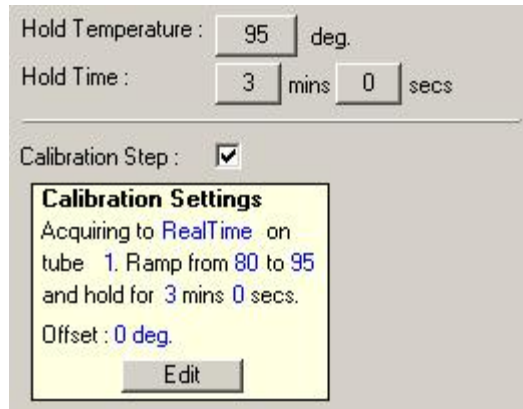 Hold Temperature : 95 deg.
Hold Time : 3 mins 0 secs
Calibration Step :
Calibration Settings
Acquiring to RealTime on
tube 1. Ramp from 80 to 95
and hold for 3 mins 0 secs.
Offset : 0 deg.
Edit